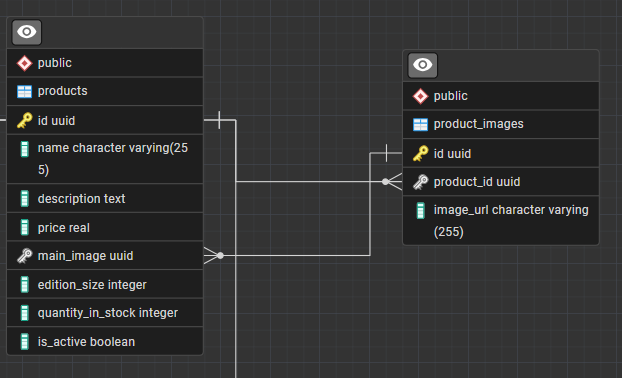 public
products
id uuid
name character varying(25
5)
description text
price real
main_image uuid
edition_size integer
quantity_in_stock integer
is_active boolean
public
product_images
id uuid
product_id uuid
image_url character varying
(255)